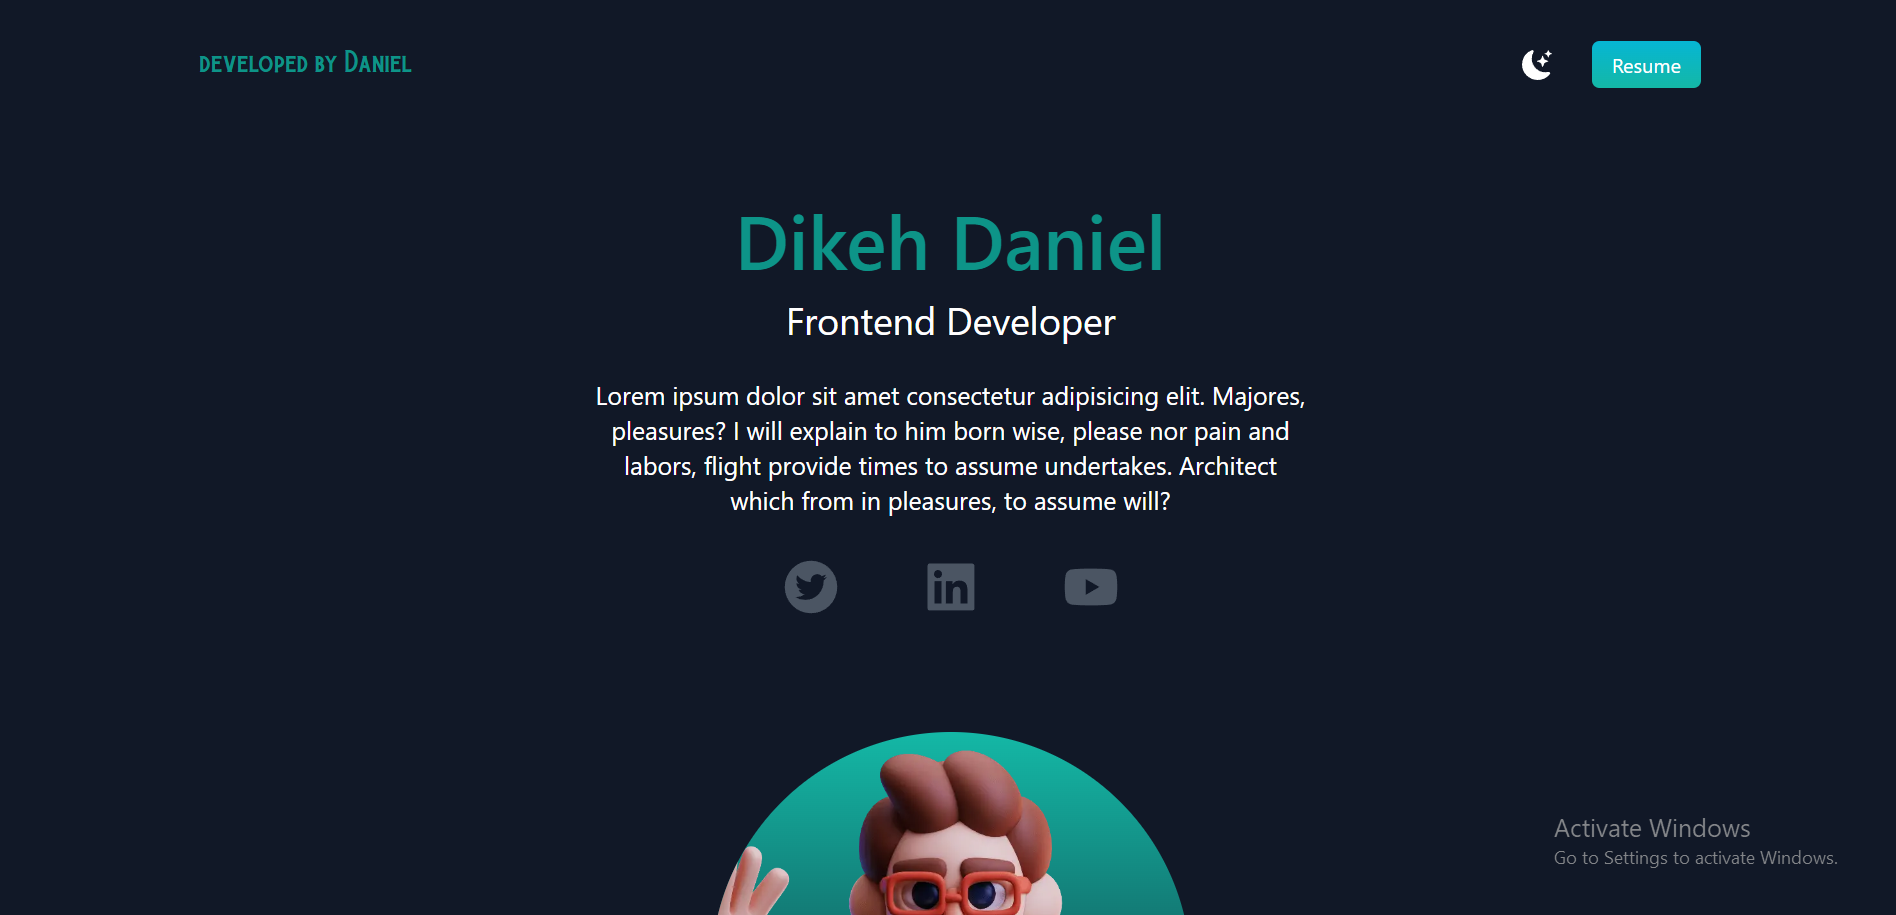 DEVELOPED BY DANIEL
Resume
Dikeh Daniel
Frontend Developer
Lorem ipsum dolor sit amet consectetur adipisicing elit. Majores,
pleasures? I will explain to him born wise, please nor pain and
labors, flight provide times to assume undertakes. Architect
which from in pleasures, to assume will?
in
Activate Windows
Go to Settings to activate Windows.